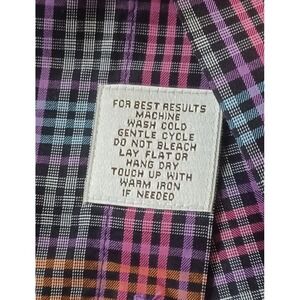 FOR BEST RESULTS
MACHINE
WASH COLD
GENTLE CYCLE
DO NOT BLEACH
LAY FLAT OR
HANG DRY
TOUCH UP WITH
WARM IRON
IF NEEDED